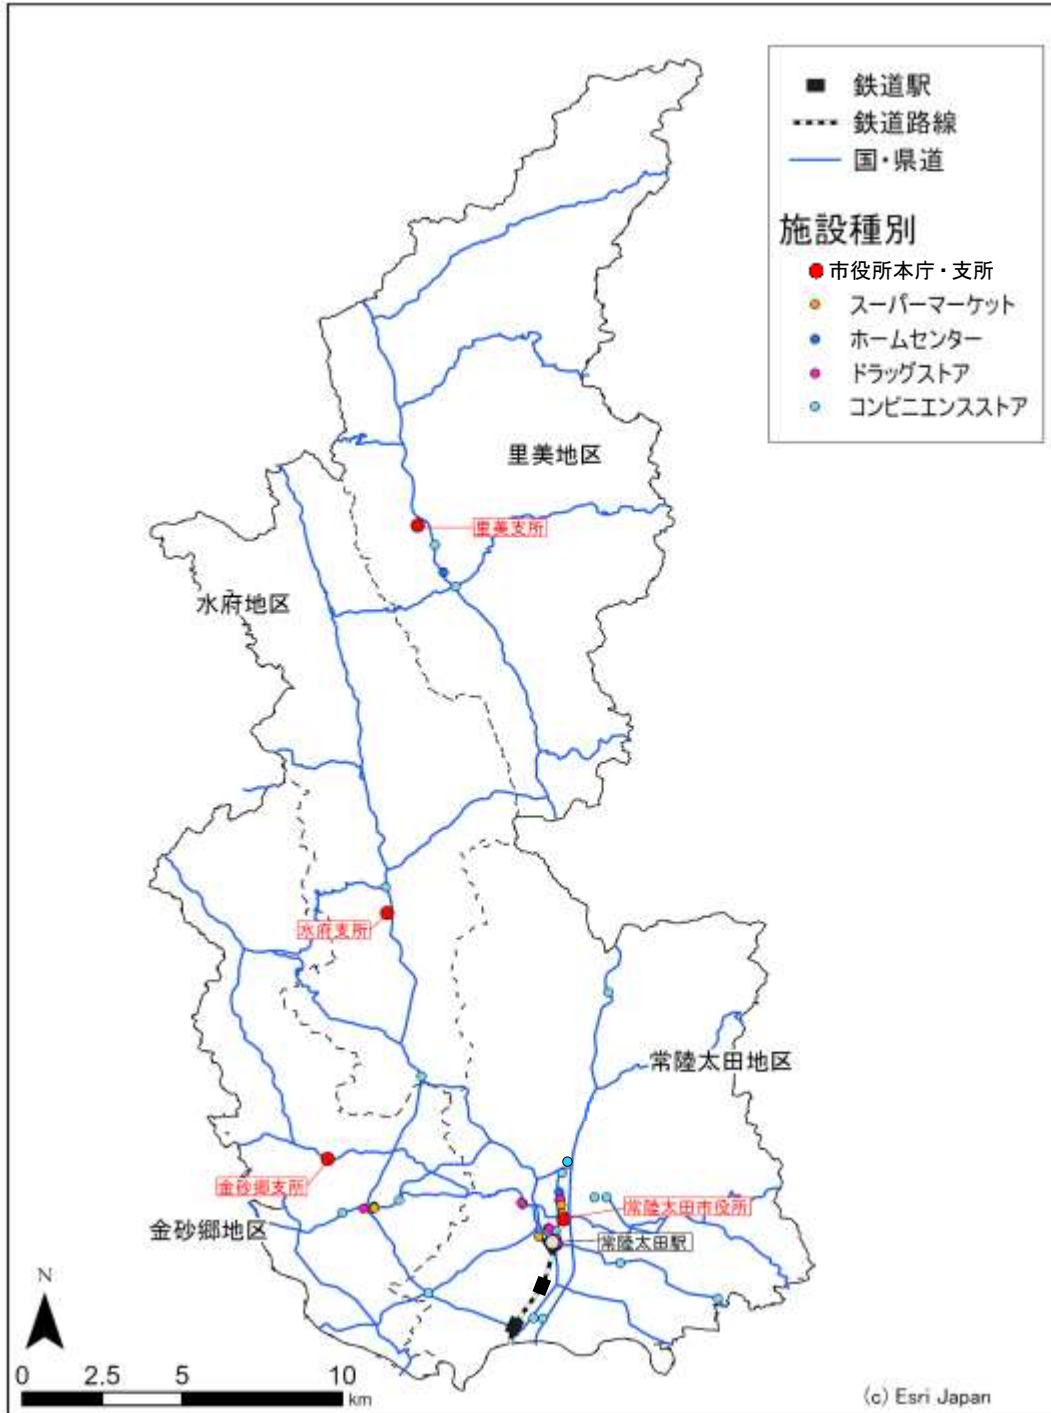 鉄道駅
鉄道路線
国・県道
施設種別
市役所本庁・支所
スーパーマーケット
ホームセンター
ドラッグストア
コンビニエンスストア
里美地区
里美支所
水府地区
水府支所
常陸太田地区
金砂郷支所
常陸太田市役所
金砂郷地区
常陸太田駅
N
0 2.5 5 10
km
(c) Esri Japan